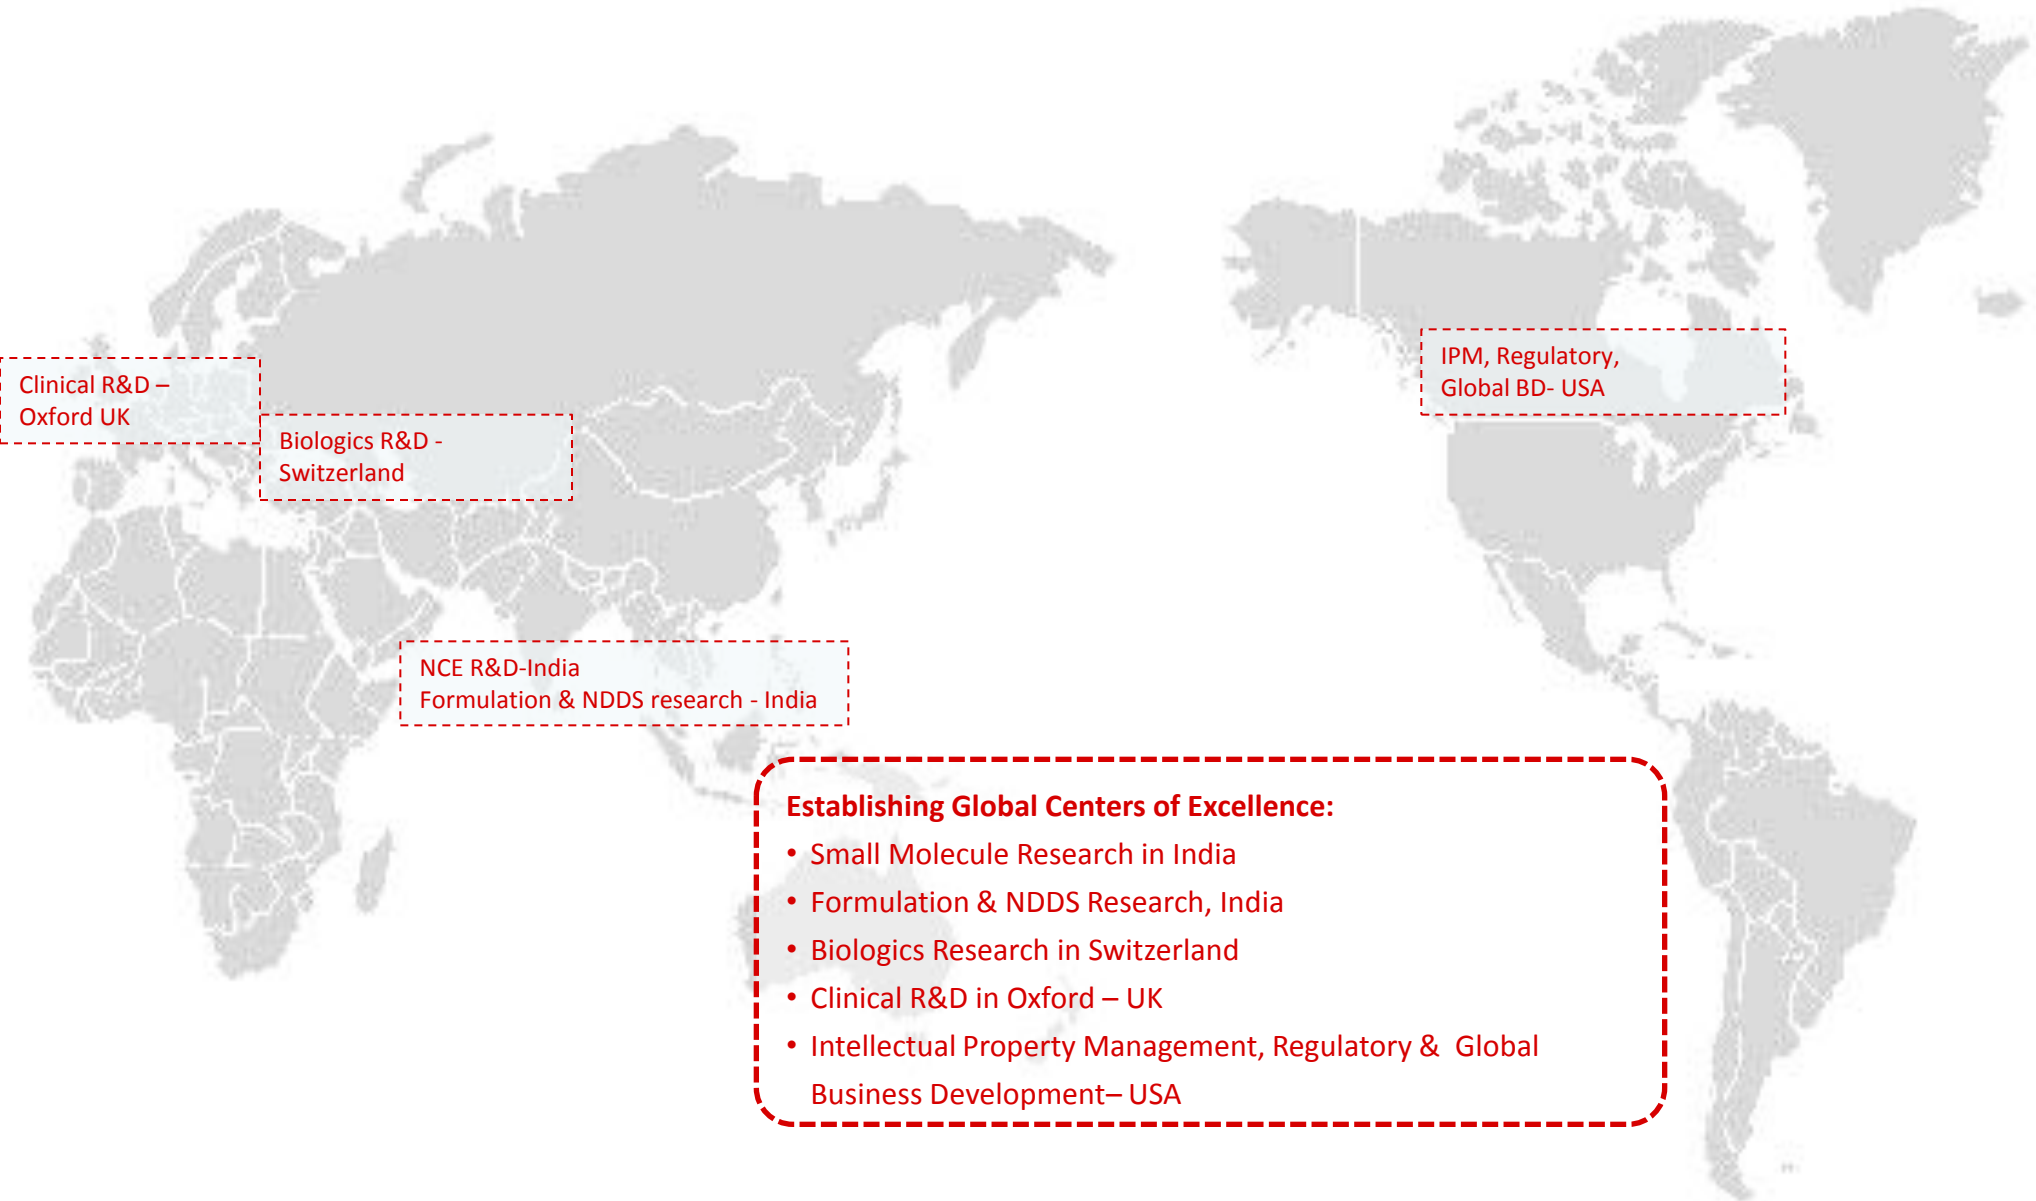 Clinical R&D –
Oxford UK
Biologics R&D -
Switzerland
IPM, Regulatory,
Global BD- USA
NCE R&D-India
Formulation & NDDS research - India
Establishing Global Centers of Excellence:
• Small Molecule Research in India
• Formulation & NDDS Research, India
• Biologics Research in Switzerland
• Clinical R&D in Oxford – UK
• Intellectual Property Management, Regulatory &  Global
Business Development– USA